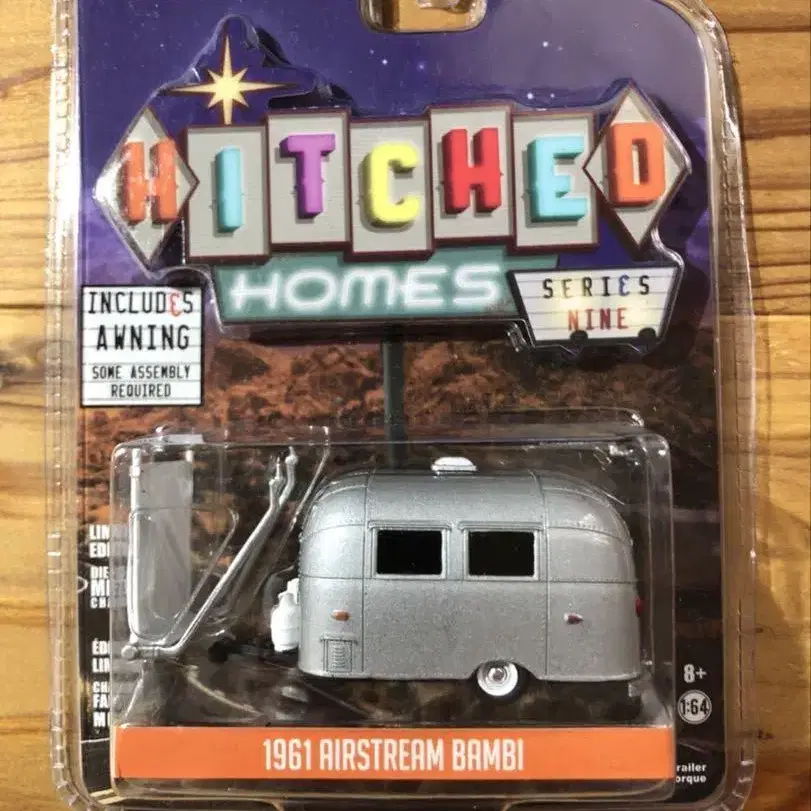 HITCHED
HOMES
SERIES
NINE
INCLUDES
AWNING
SOME ASSEMBLY
REQUIRED
8+
1:64
1961 AIRSTREAM BAMBI